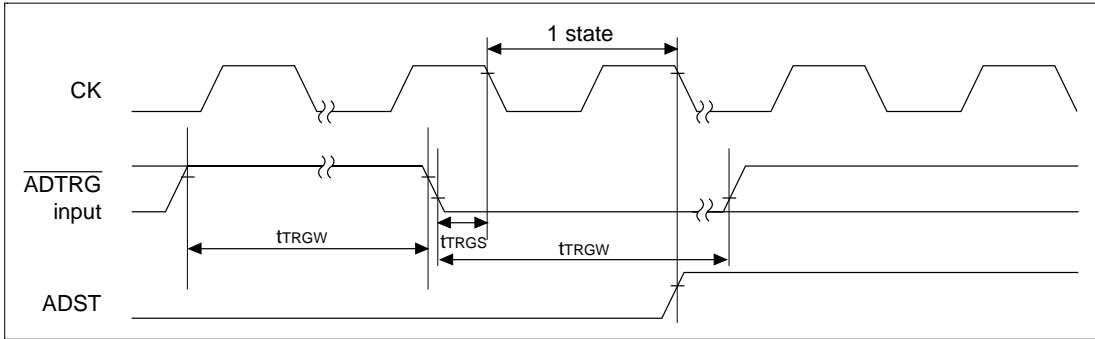 1 state
CK
ADTRG
input
tTRGW
tTRGS
tTRGW
ADST